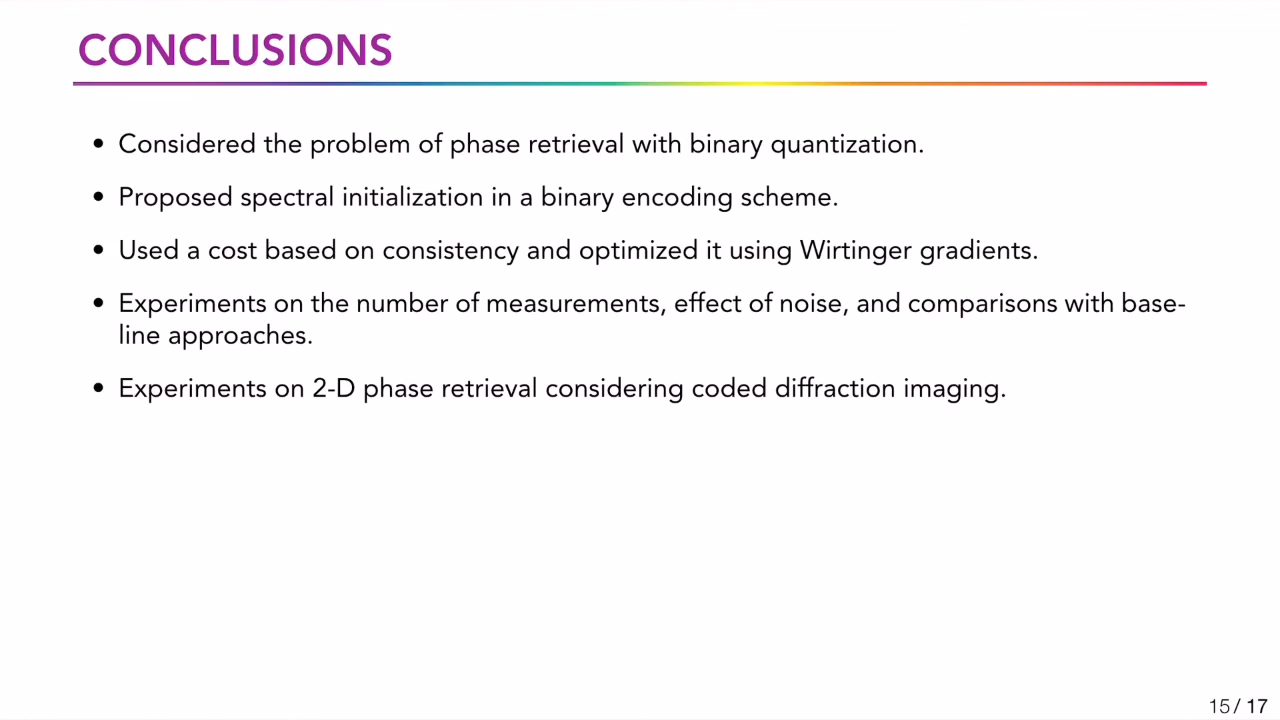 CONCLUSIONS
• Considered the problem of phase retrieval with binary quantization.
• Proposed spectral initialization in a binary encoding scheme.
• Used a cost based on consistency and optimized it using Wirtinger gradients.
• Experiments on the number of measurements, effect of noise, and comparisons with base-
line approaches.
• Experiments on 2-D phase retrieval considering coded diffraction imaging.
15 / 17